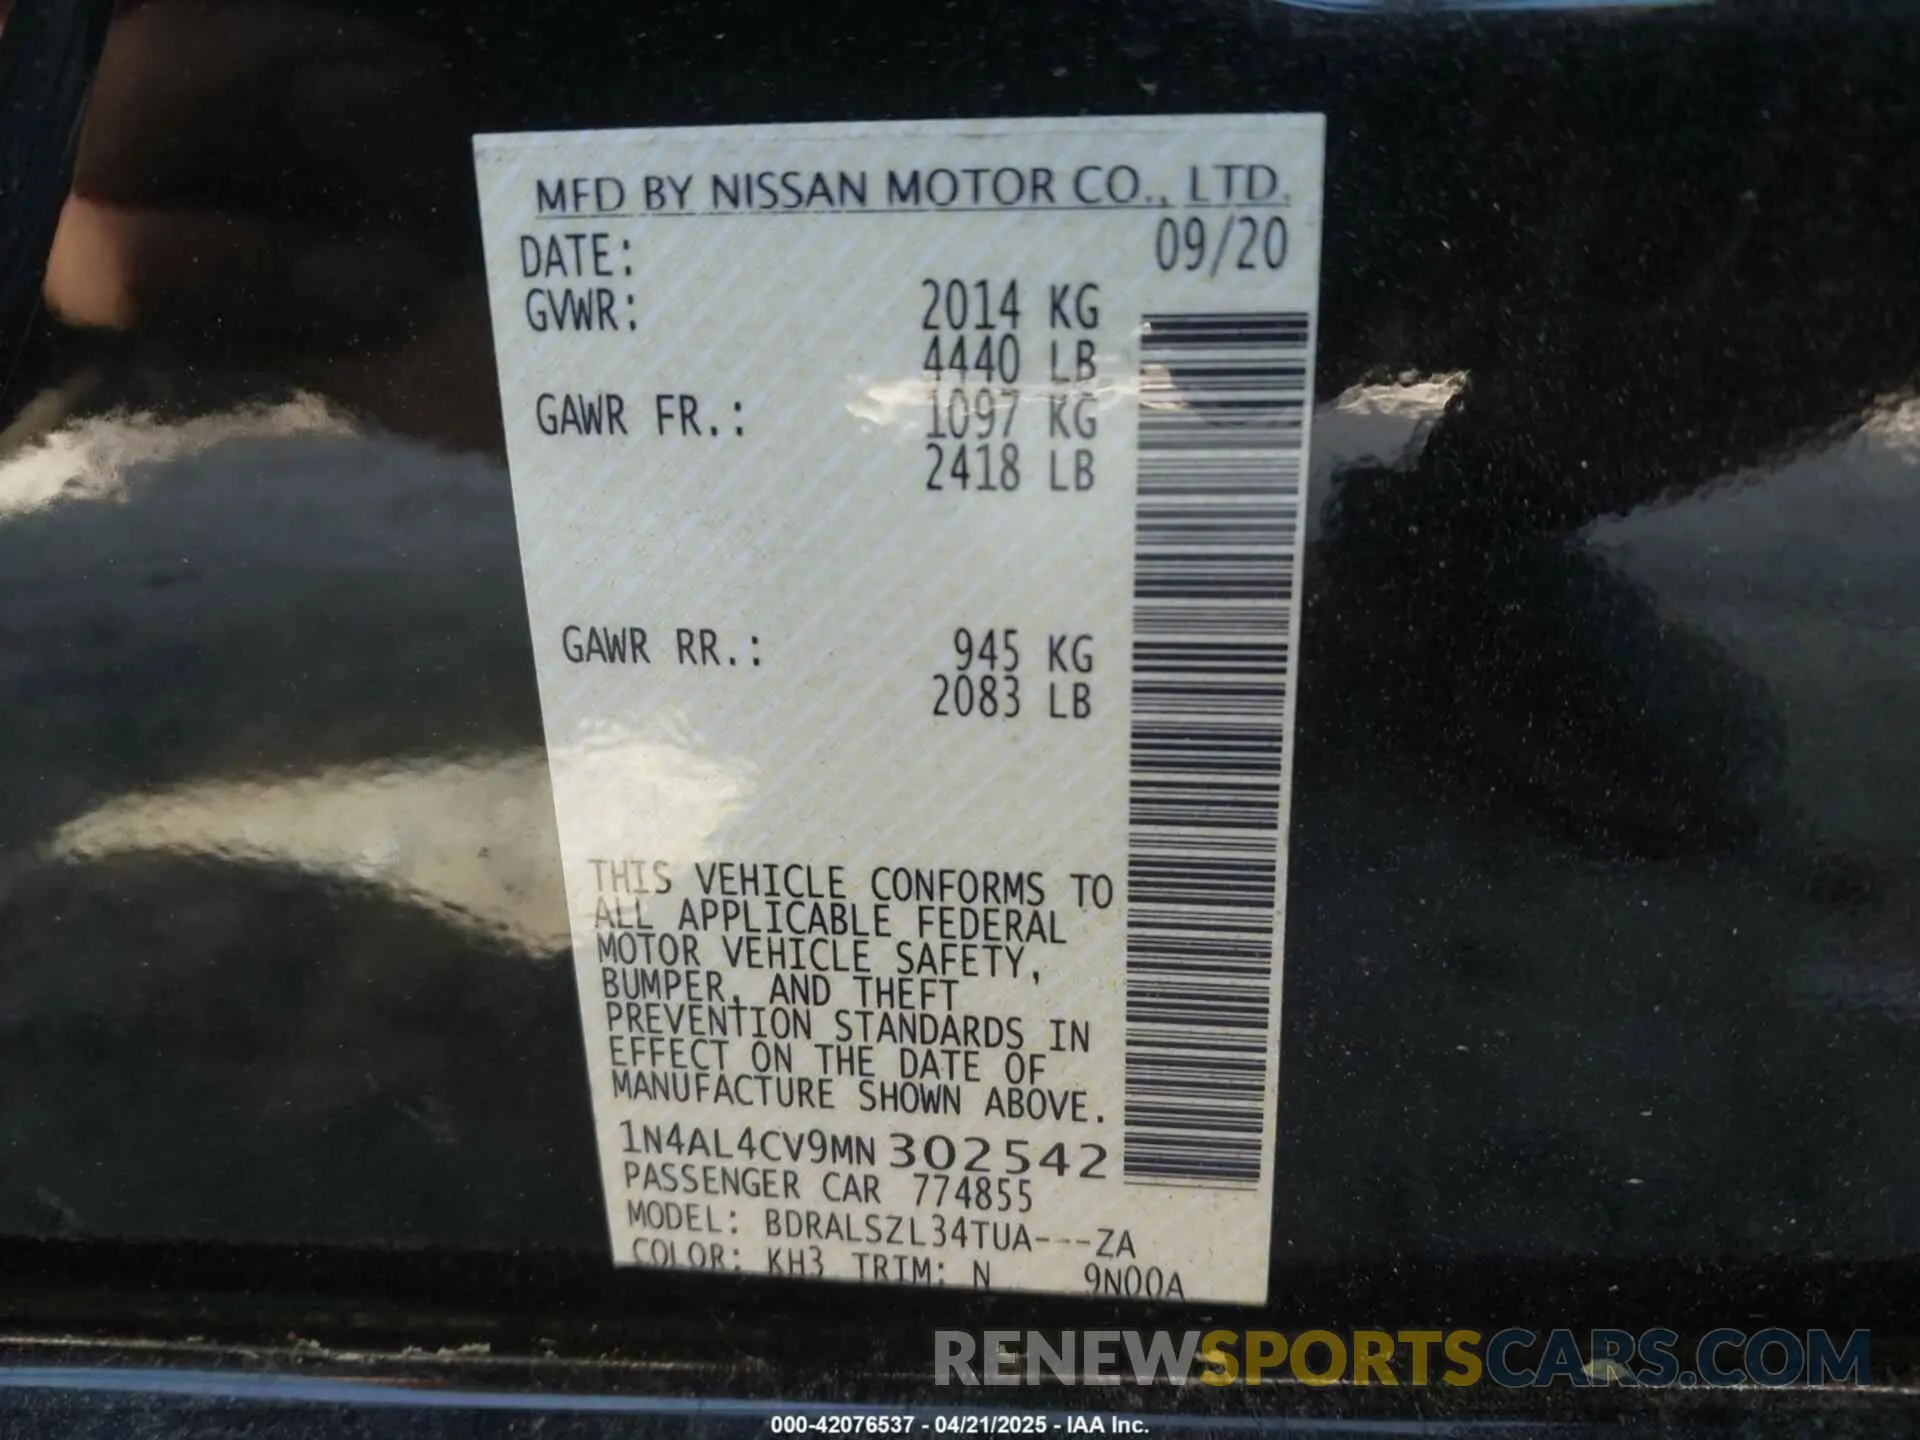 MFD BY NISSAN MOTOR CO., LTD.
DATE: 09/20
GVWR: 2014 KG
4440 LB
GAWR FR.: 1097 KG
2418 LB
GAWR RR.: 945 KG
2083 LB
THIS VEHICLE CONFORMS TO
ALL APPLICABLE FEDERAL
MOTOR VEHICLE SAFETY,
BUMPER, AND THEFT
PREVENTION STANDARDS IN
EFFECT ON THE DATE OF
MANUFACTURE SHOWN ABOVE.
1N4AL4CV9MN302542
PASSENGER CAR 774855
MODEL: BDRALSZL34TUA---ZA
COLOR: KH3 TRIM: N 9N00A
RENEWSPORTSCARS.COM
000-42076537 - 04/21/2025 - IAA Inc.